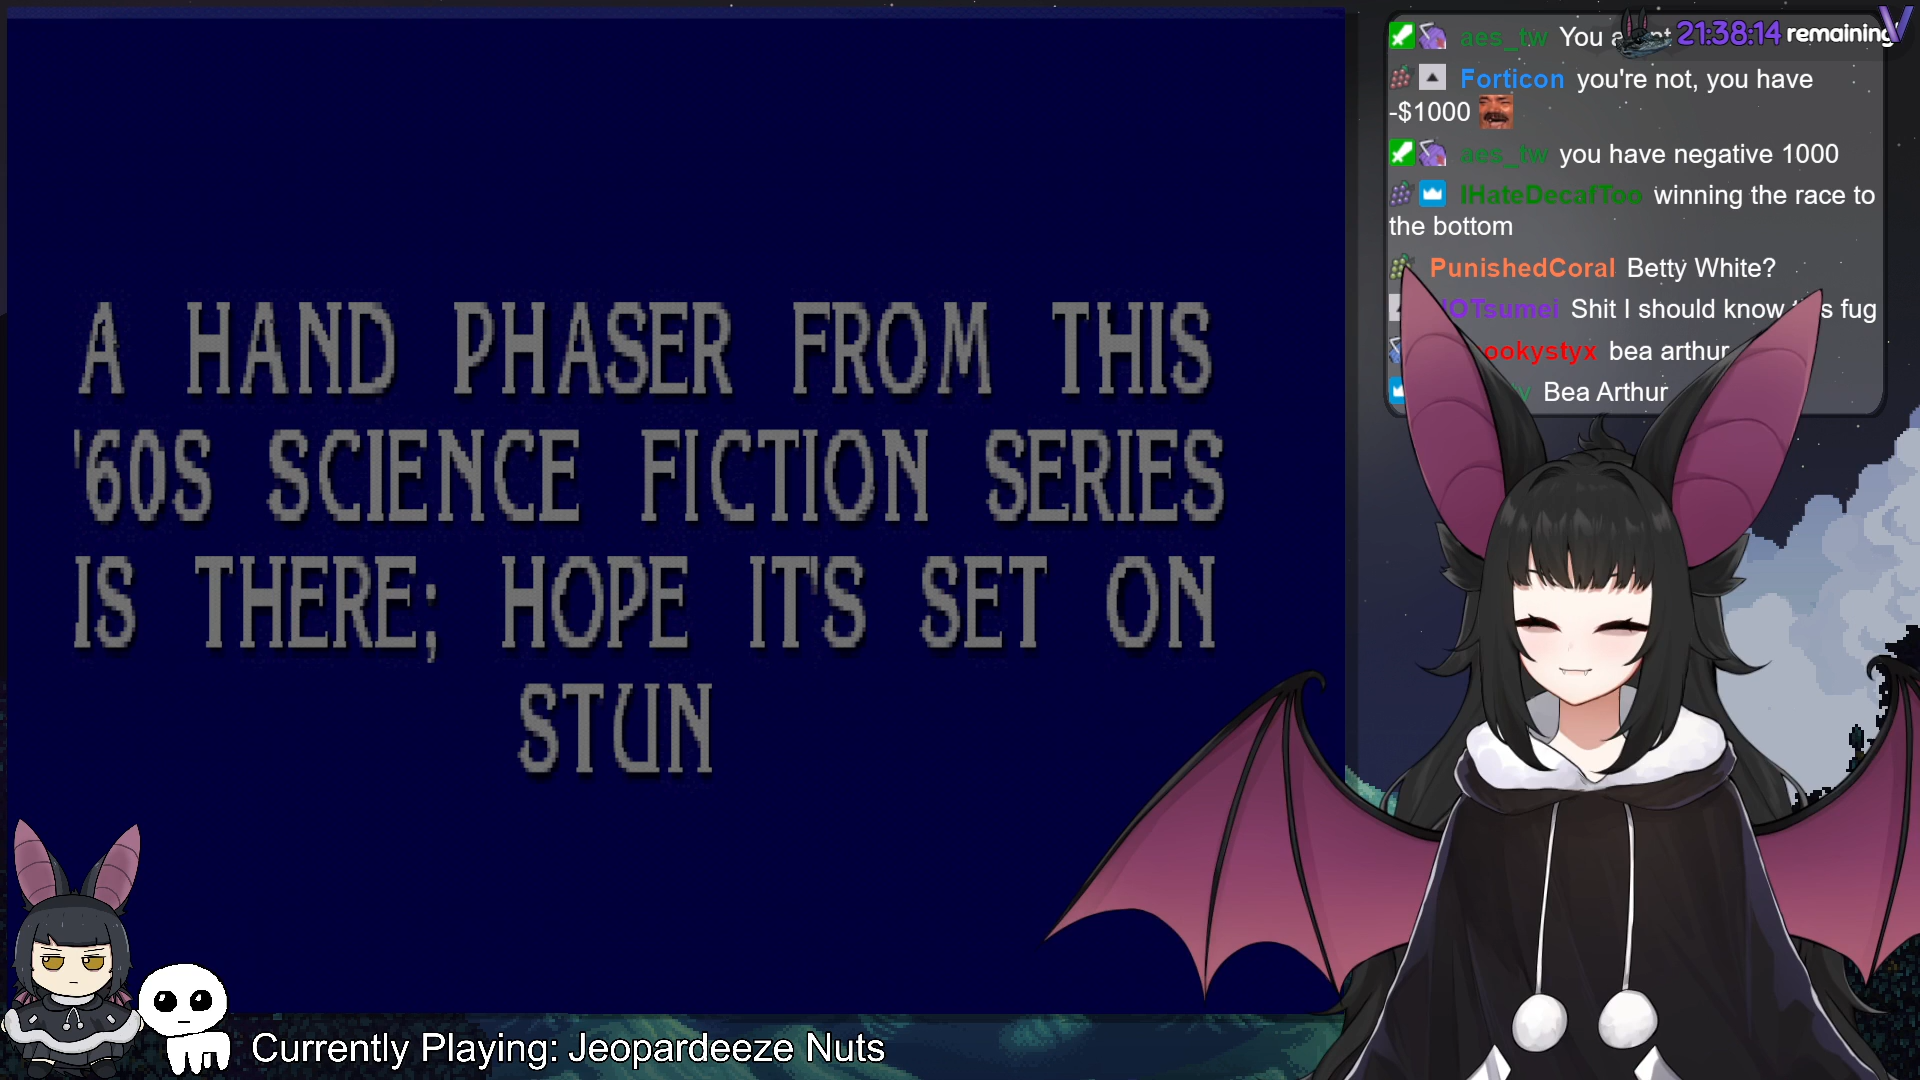 A HAND PHASER FROM THIS
'60S SCIENCE FICTION SERIES
IS THERE; HOPE IT'S SET ON
STUN
21:38:14 remaining
aes_tw You a
Forticon you're not, you have
-$1000
aes_tw you have negative 1000
IHateDecafToo winning the race to
the bottom
PunishedColar Betty White?
Shit I should know fug
bea arthur
Bea Arthur
Currently Playing: Jeopardeeze Nuts